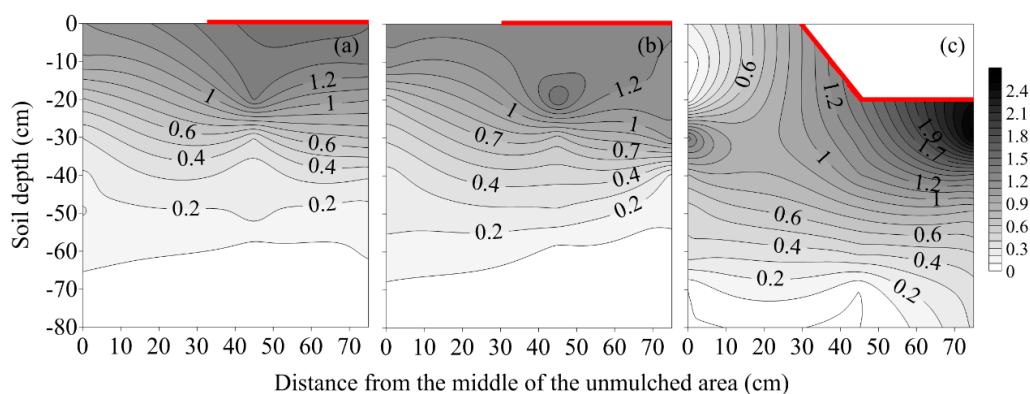 (a) (b) (c)
0 -10 -20 -30 -40 -50 -60 -70 -80
Soil depth (cm)
1.2 1 1 0.6 0.6 0.4 0.4 0.2 0.2
1.2 1 1 0.7 0.7 0.4 0.4 0.2 0.2
0.6 1.2 1.9 1.7 1 1.2 1 0.6 0.6 0.4 0.4 0.2 0.2
2.4
2.1
1.8
1.5
1.2
0.9
0.6
0.3
0
0 10 20 30 40 50 60 70 0 10 20 30 40 50 60 70 0 10 20 30 40 50 60 70
Distance from the middle of the unmulched area (cm)